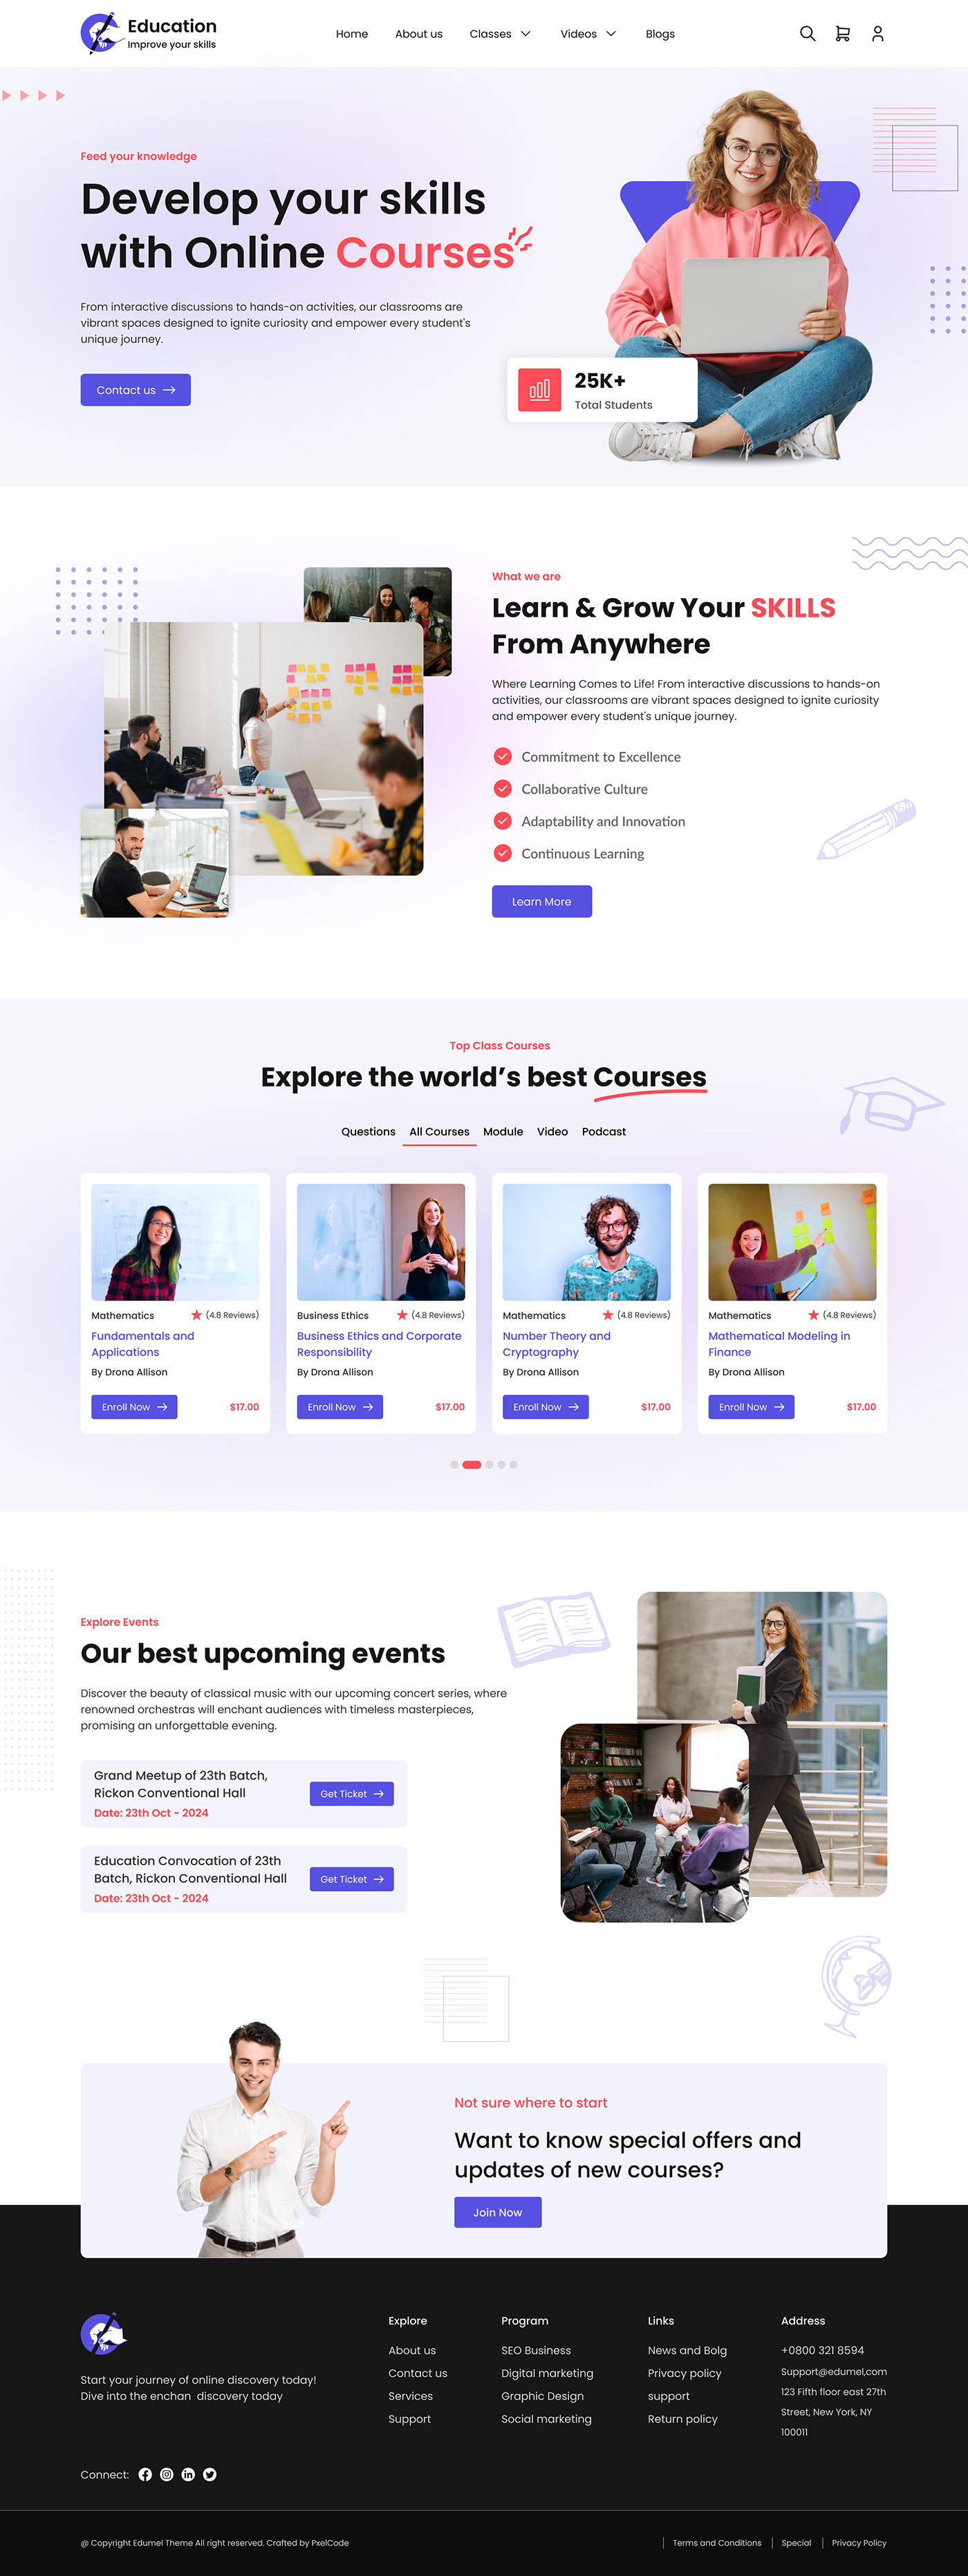 Education
Improve your skills
Home
About us
Classes
Videos
Blogs
Feed your knowledge
Develop your skills
with Online Courses
From interactive discussions to hands-on activities, our classrooms are
vibrant spaces designed to ignite curiosity and empower every student's
unique journey.
Contact us
25K+
Total Students
What we are
Learn & Grow Your SKILLS
From Anywhere
Where Learning Comes to Life! From interactive discussions to hands-on
activities, our classrooms are vibrant spaces designed to ignite curiosity
and empower every student's unique journey.
Commitment to Excellence
Collaborative Culture
Adaptability and Innovation
Continuous Learning
Learn More
Top Class Courses
Explore the world's best Courses
Questions
All Courses
Module
Video
Podcast
Mathematics
(4.8 Reviews)
Fundamentals and
Applications
By Drona Allison
Enroll Now
$17.00
Business Ethics
(4.8 Reviews)
Business Ethics and Corporate
Responsibility
By Drona Allison
Enroll Now
$17.00
Mathematics
(4.8 Reviews)
Number Theory and
Cryptography
By Drona Allison
Enroll Now
$17.00
Mathematics
(4.8 Reviews)
Mathematical Modeling in
Finance
By Drona Allison
Enroll Now
$17.00
Explore Events
Our best upcoming events
Discover the beauty of classical music with our upcoming concert series, where
renowned orchestras will enchant audiences with timeless masterpieces,
promising an unforgettable evening.
Grand Meetup of 23th Batch,
Rickon Conventional Hall
Date: 23th Oct - 2024
Get Ticket
Education Convocation of 23th
Batch, Rickon Conventional Hall
Date: 23th Oct - 2024
Get Ticket
Not sure where to start
Want to know special offers and
updates of new courses?
Join Now
Start your journey of online discovery today!
Dive into the enchan  discovery today
Connect:
Explore
About us
Contact us
Services
Support
Program
SEO Business
Digital marketing
Graphic Design
Social marketing
Links
News and Bolg
Privacy policy
support
Return policy
Address
+0800 321 8594
Support@edumel,com
123 Fifth floor east 27th
Street, New York, NY
100011
@ Copyright Edumel Theme All right reserved. Crafted by PxelCode
Terms and Conditions
Special
Privacy Policy